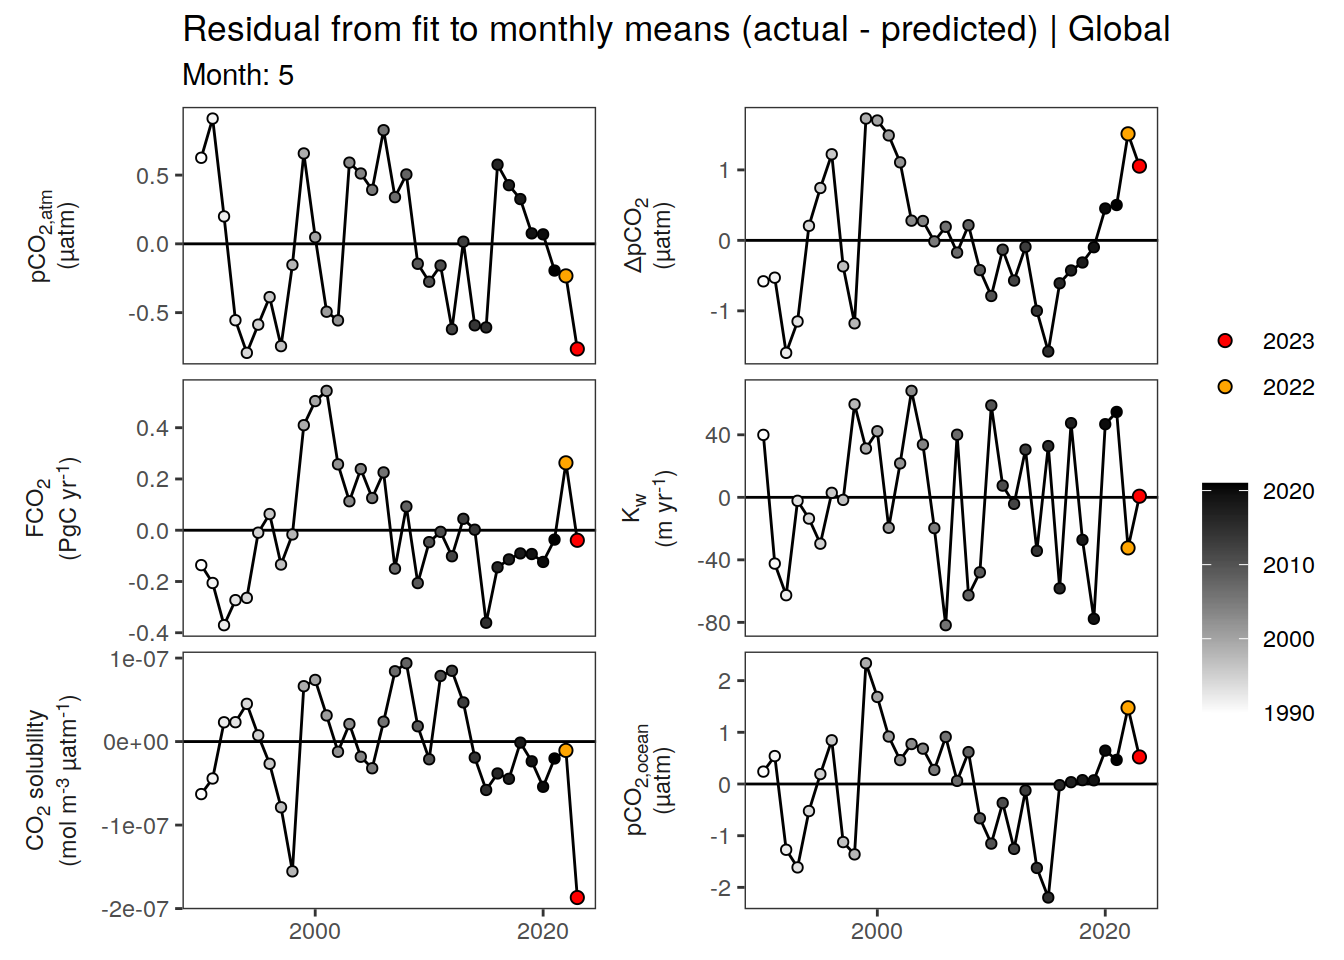 Residual from fit to monthly means (actual - predicted) | Global
Month: 5
pCO₂,atm
(µatm)
0.5
0.0
-0.5
ΔpCO₂
(µatm)
1
0
-1
FCO₂
(PgC yr⁻¹)
0.4
0.2
0.0
-0.2
-0.4
Kw
(m yr⁻¹)
40
0
-40
-80
CO₂ solubility
(mol m⁻³ µatm⁻¹)
1e-07
0e+00
-1e-07
-2e-07
2000
2020
pCO₂,ocean
(µatm)
2
1
0
-1
-2
2000
2020
2023
2022
2020
2010
2000
1990